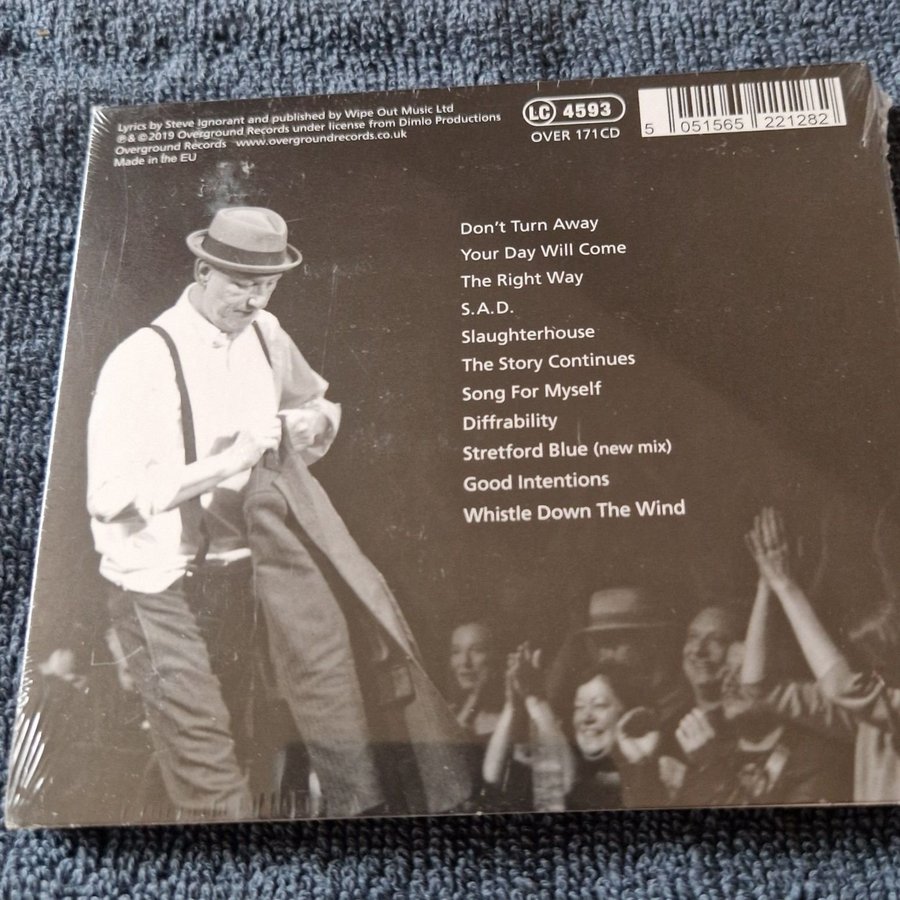 Lyrics by Steve Ignorant and published by Wipe Out Music Ltd
℗&©2019 Overground Records under license from Dimlo Productions
Overground Records www.overgroundrecords.co.uk
Made in the EU
LC 4593
OVER 171CD
5 051565 221282
Don't Turn Away
Your Day Will Come
The Right Way
S.A.D.
Slaughterhouse
The Story Continues
Song For Myself
Diffrability
Stretford Blue (new mix)
Good Intentions
Whistle Down The Wind